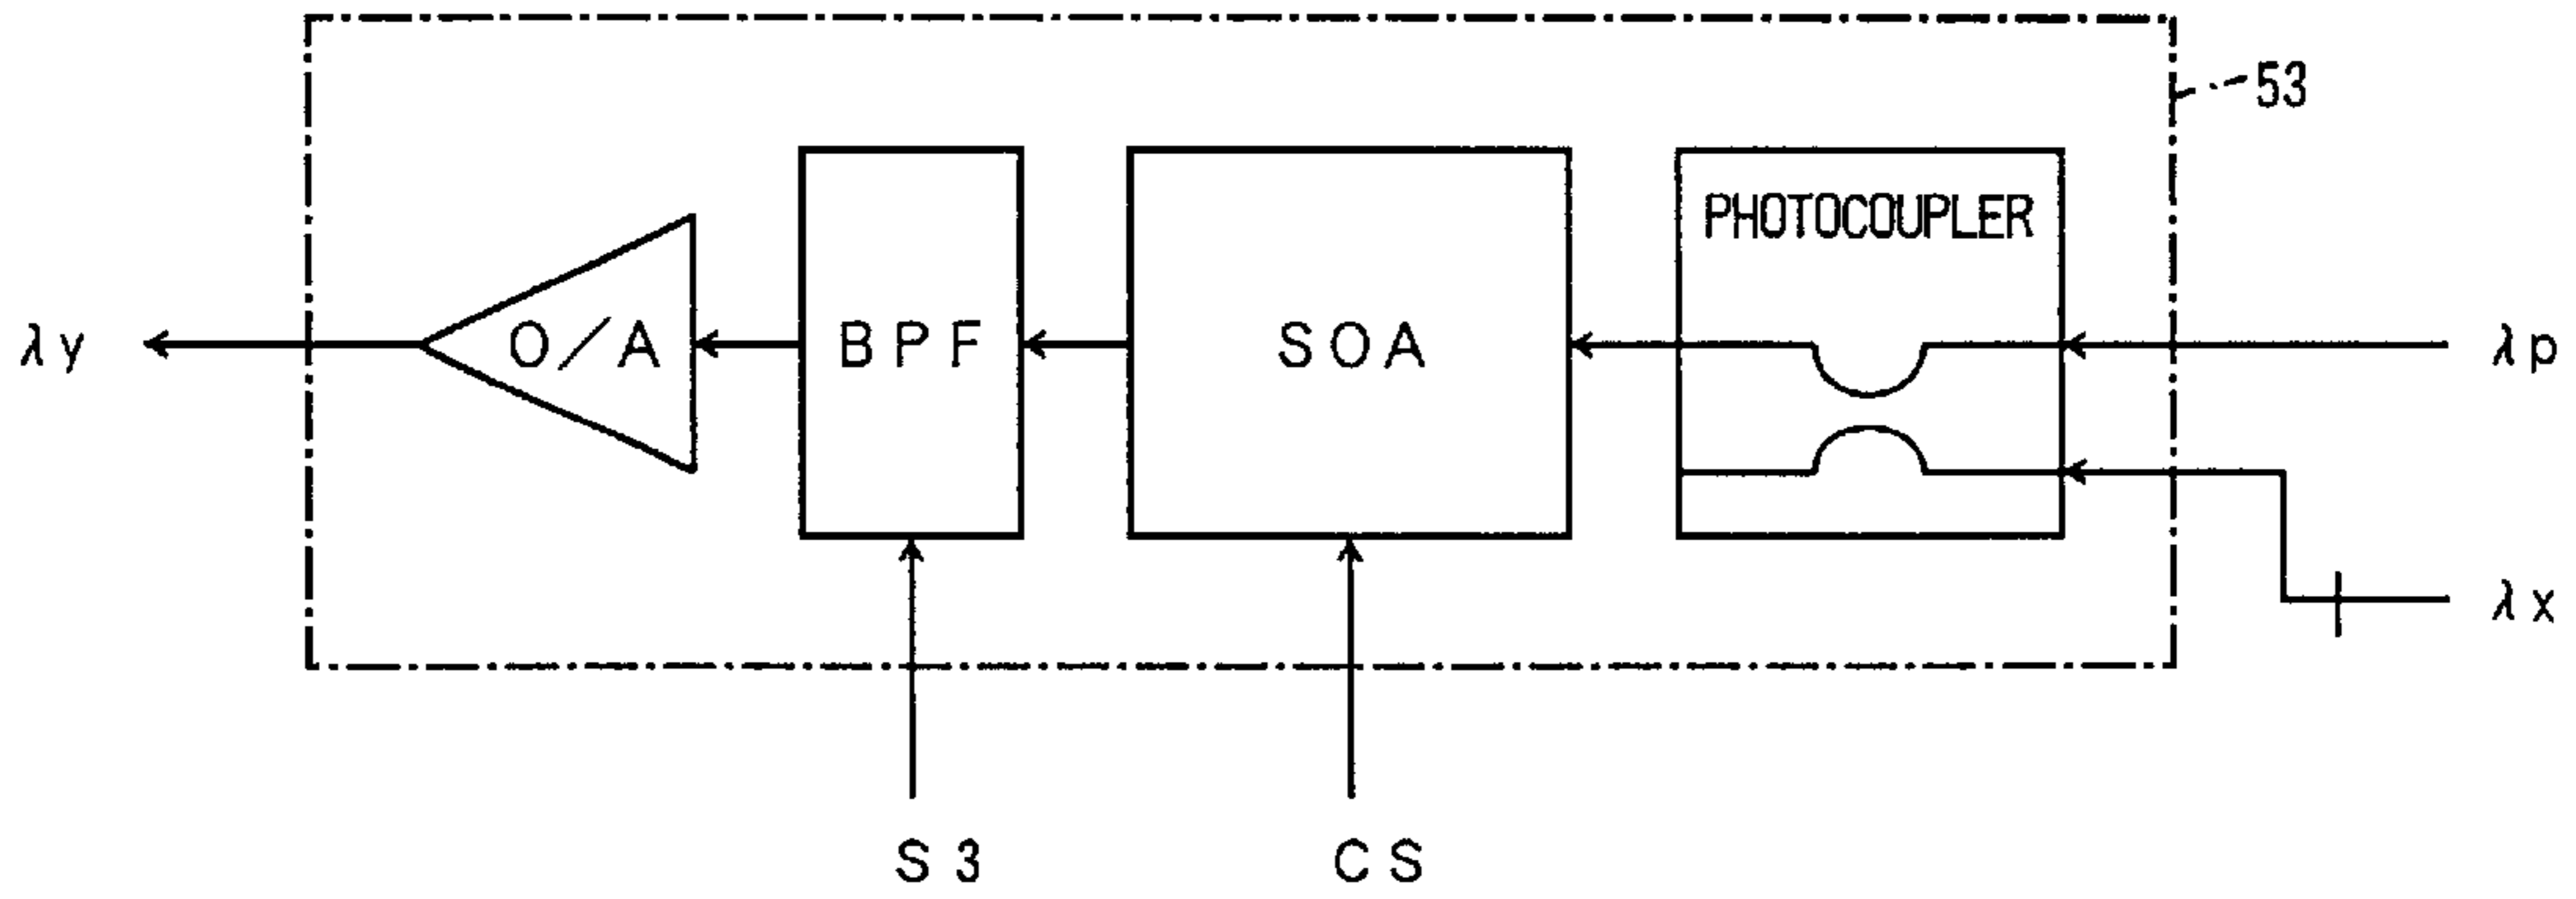 53
PHOTOCOUPLER
λy
O/A
BPF
SOA
λp
λx
S3
CS